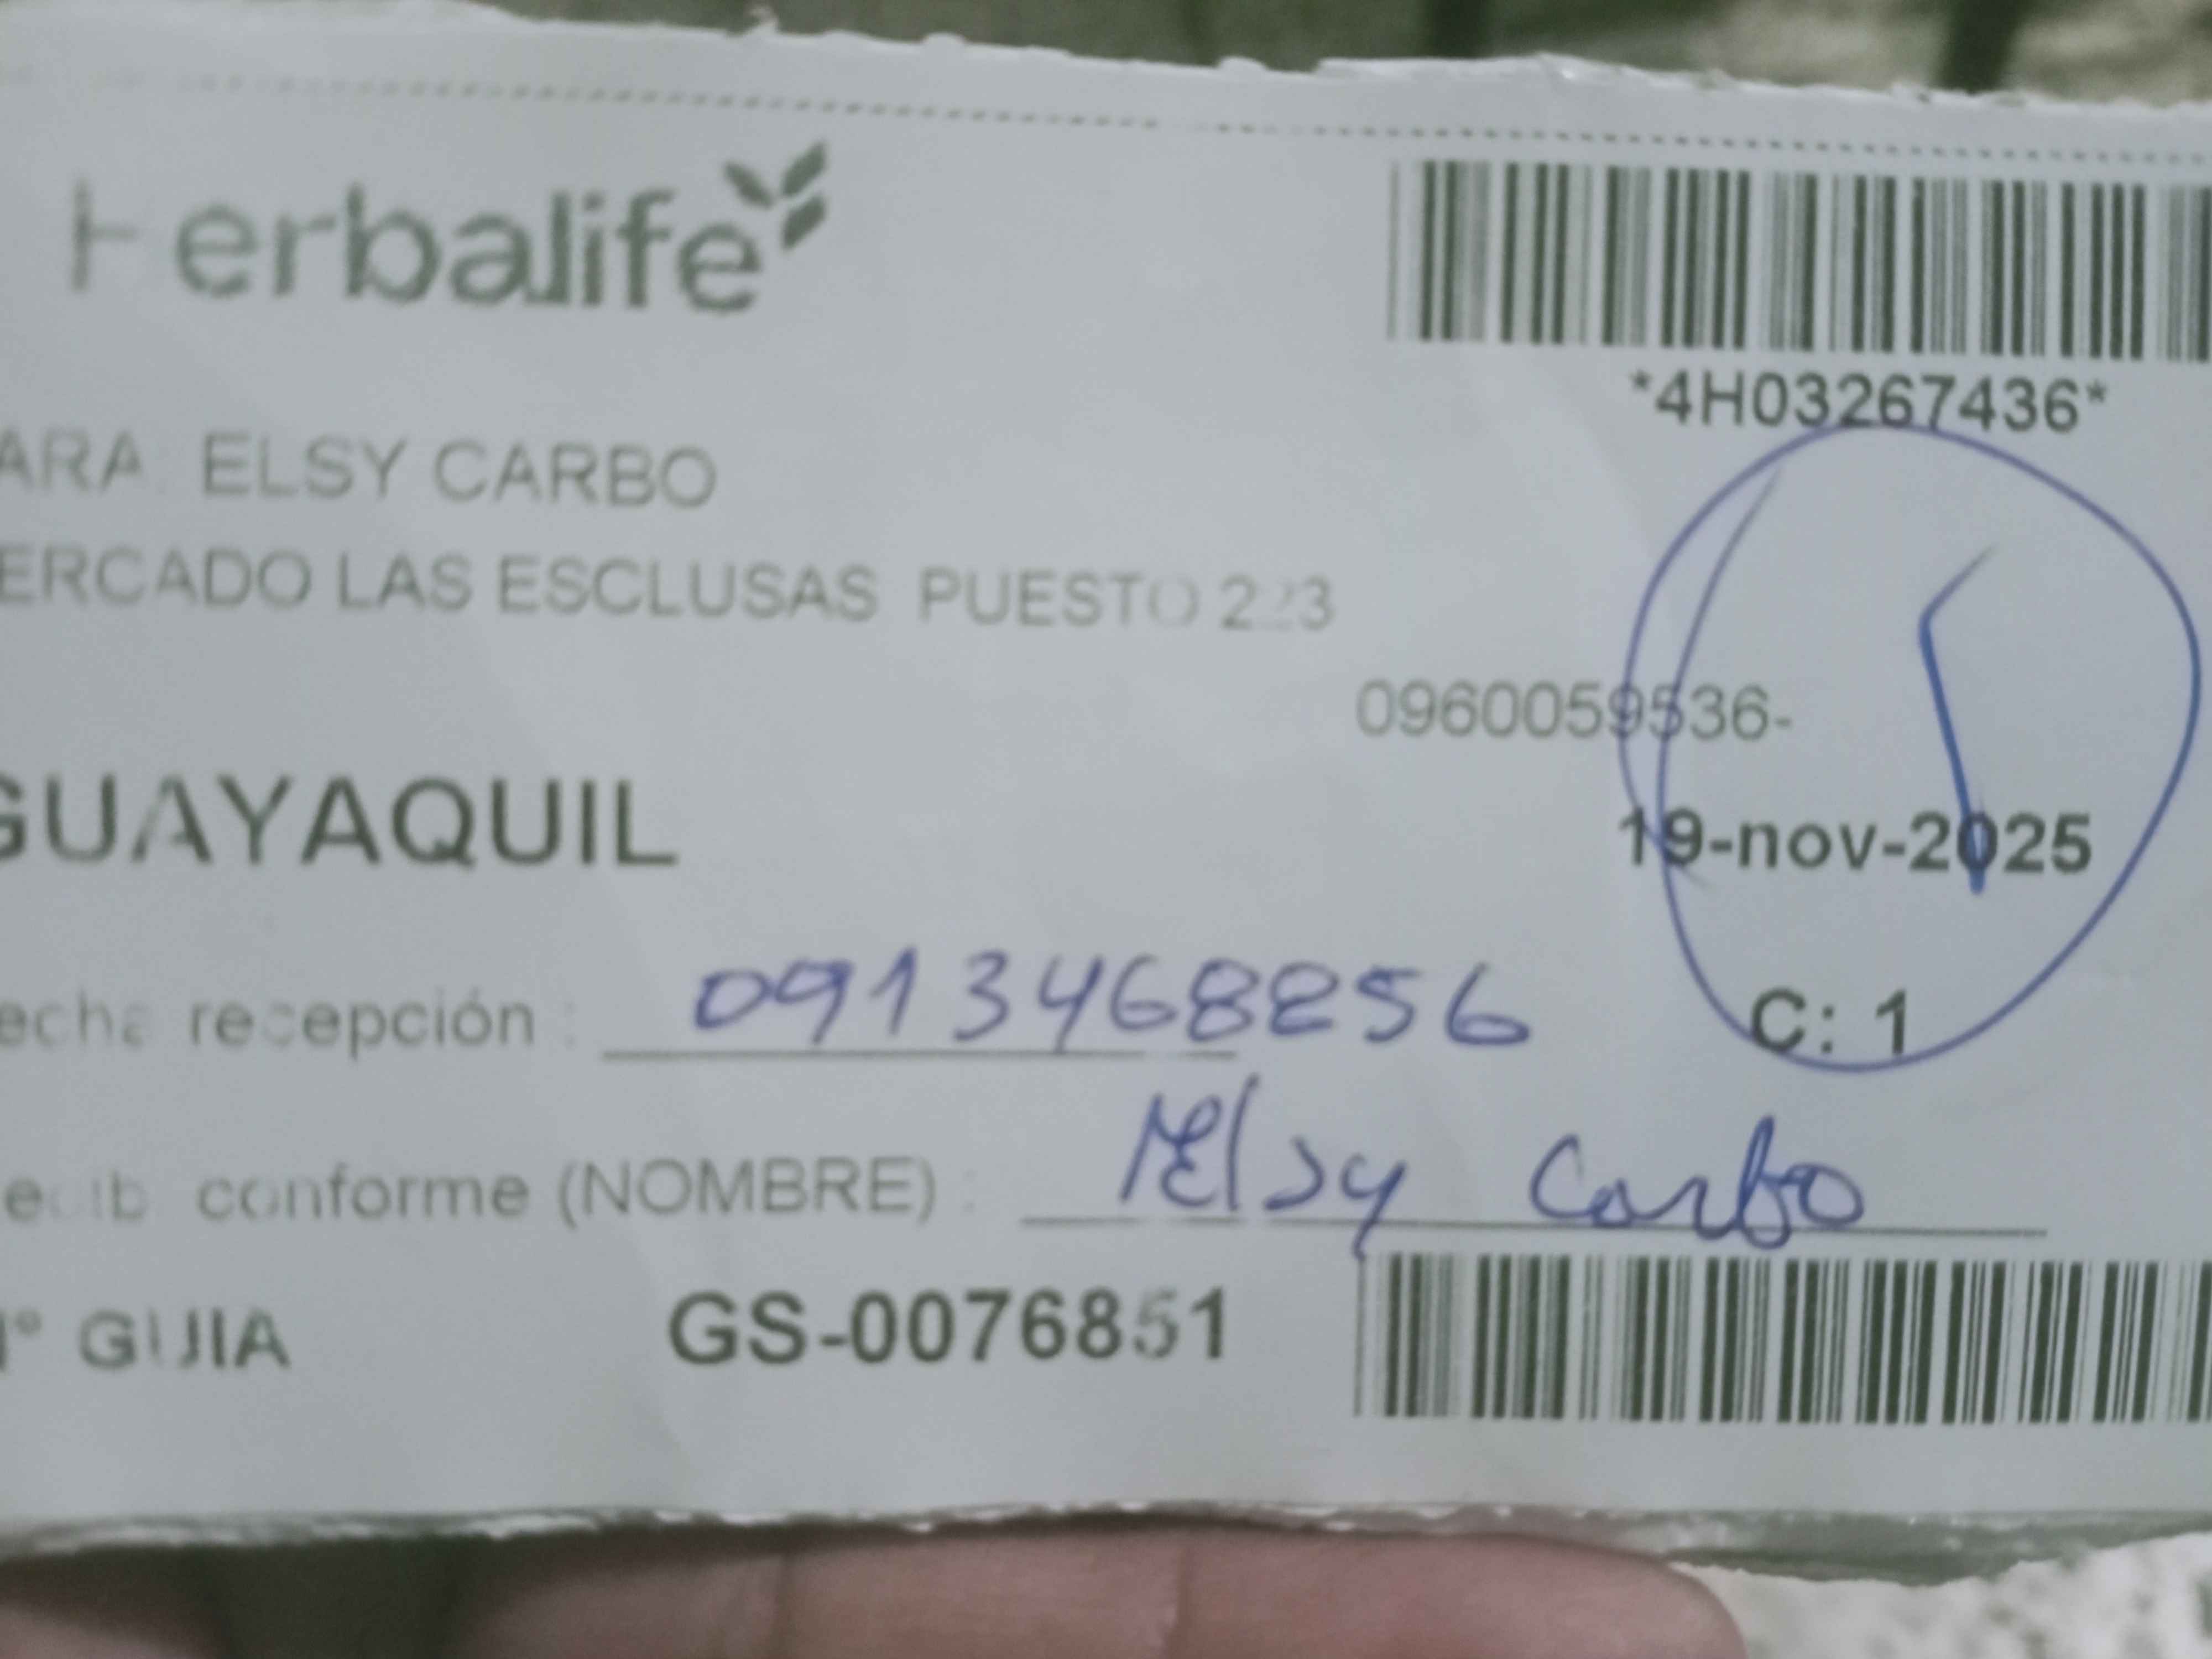 Herbalife
*4H03267436*
ARA: ELSY CARBO
ERCADO LAS ESCLUSAS PUESTO 223
0960059536-
GUAYAQUIL
19-nov-2025
echa recepción : 0913468256
C: 1
ecib conforme (NOMBRE) : Elsy Carbo
N° GUIA GS-0076851